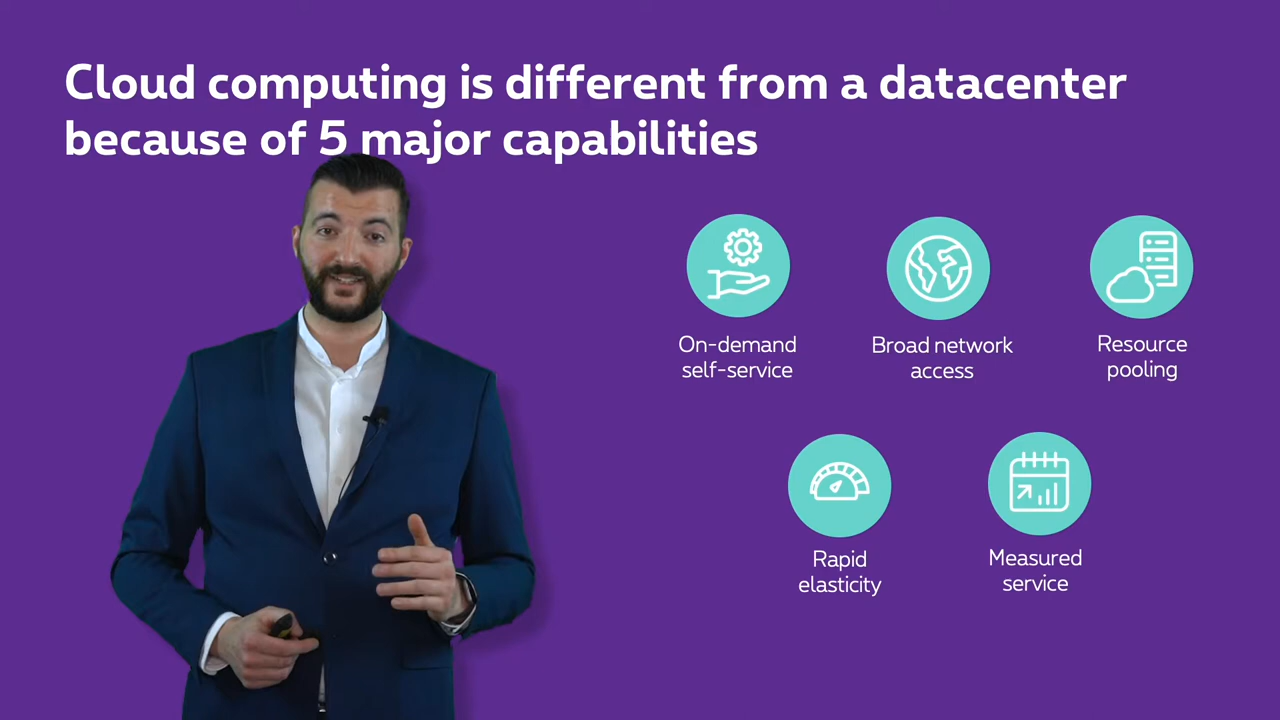 Cloud computing is different from a datacenter
because of 5 major capabilities
On-demand
self-service
Broad network
access
Resource
pooling
Rapid
elasticity
Measured
service